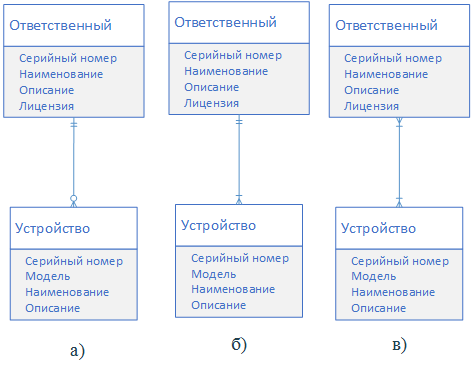 Ответственный
Серийный номер
Наименование
Описание
Лицензия
Устройство
Серийный номер
Модель
Наименование
Описание
а)
Ответственный
Серийный номер
Наименование
Описание
Лицензия
Устройство
Серийный номер
Модель
Наименование
Описание
б)
Ответственный
Серийный номер
Наименование
Описание
Лицензия
Устройство
Серийный номер
Модель
Наименование
Описание
в)